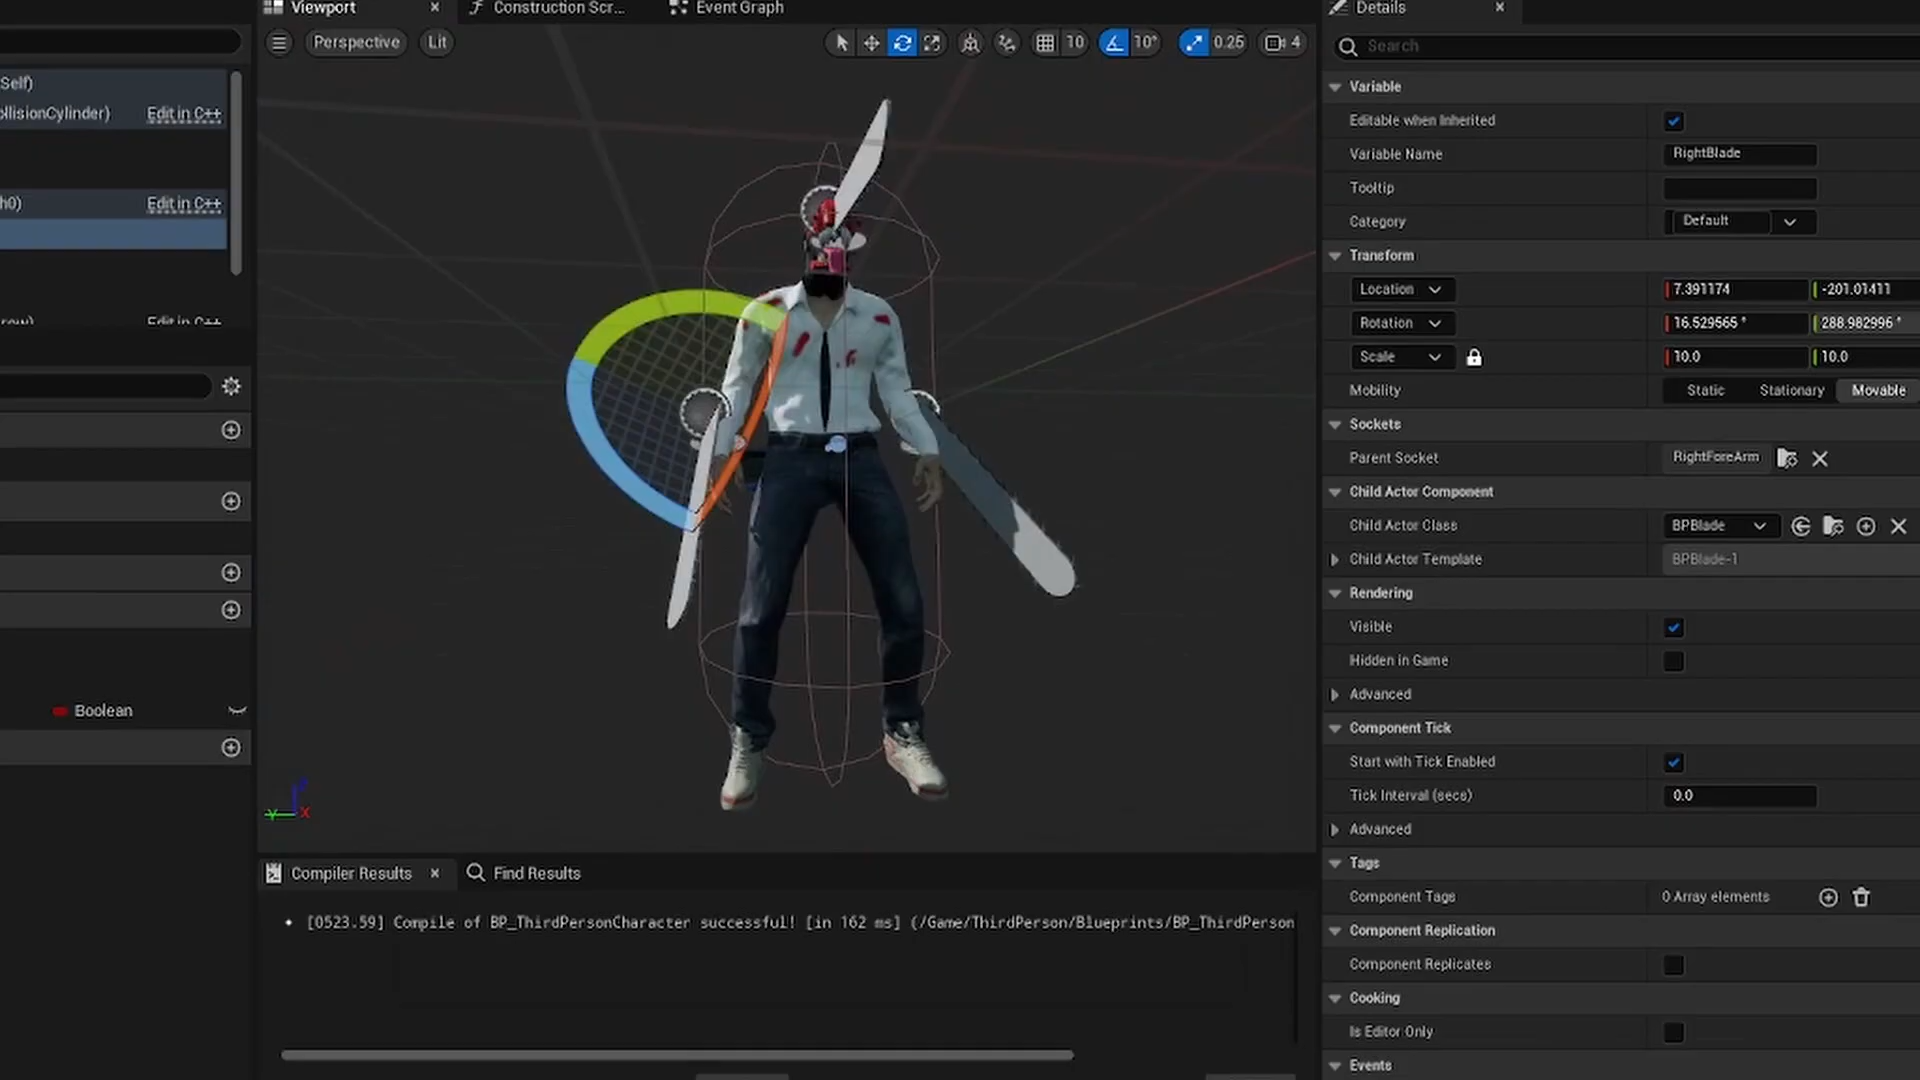 Viewport
Construction Scr...
Event Graph
Details
Self)
ollisionCylinder)
Edit in C++
h0)
Edit in C++
Edit in C++
Boolean
Perspective
Lit
10
10°
0.25
4
Search
Variable
Editable when Inherited
Variable Name
RightBlade
Tooltip
Category
Default
Transform
Location
7.391174
-201.01411
Rotation
16.529565 °
288.982996 °
Scale
10.0
10.0
Mobility
Static
Stationary
Movable
Sockets
Parent Socket
RightForeArm
Child Actor Component
Child Actor Class
BPBlade
Child Actor Template
BPBlade-1
Rendering
Visible
Hidden in Game
Advanced
Component Tick
Start with Tick Enabled
Tick Interval (secs)
0.0
Advanced
Tags
Component Tags
0 Array elements
Component Replication
Component Replicates
Cooking
Is Editor Only
Events
Compiler Results
Find Results
[0523.59] Compile of BP_ThirdPersonCharacter successful! [in 162 ms] (/Game/ThirdPerson/Blueprints/BP_ThirdPerson
Y
X